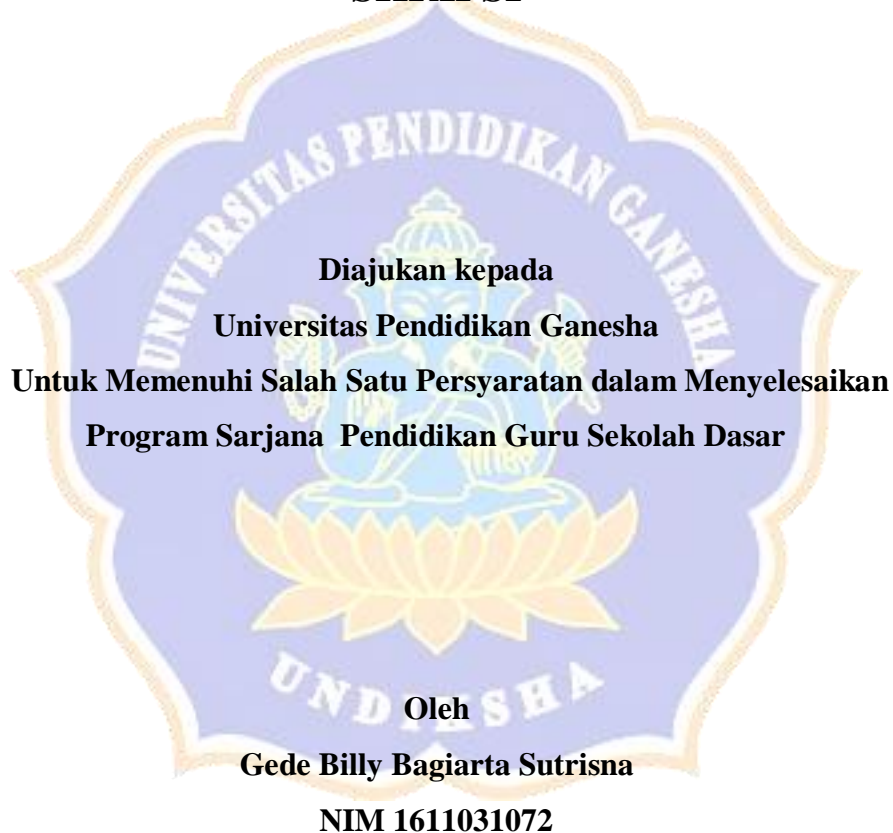 UNIVERSITAS PENDIDIKAN GANESHA
Diajukan kepada
Universitas Pendidikan Ganesha
Untuk Memenuhi Salah Satu Persyaratan dalam Menyelesaikan
Program Sarjana Pendidikan Guru Sekolah Dasar
UNDIKSHA
Oleh
Gede Billy Bagiarta Sutrisna
NIM 1611031072